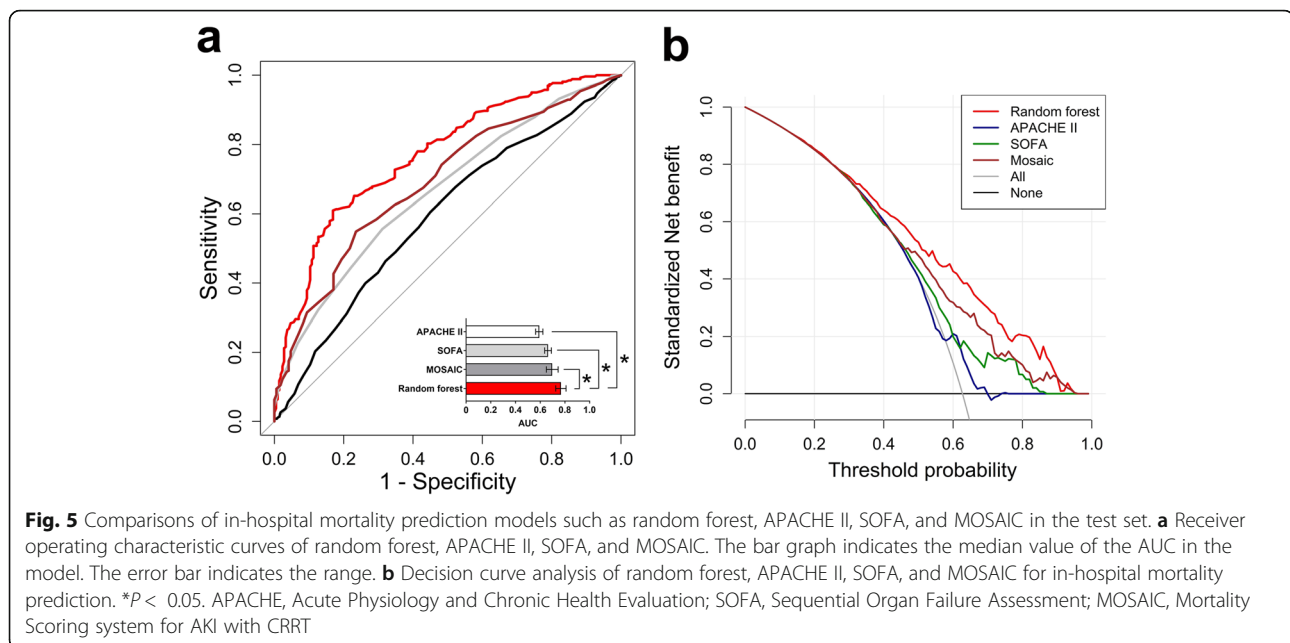 a
Sensitivity
1.0
0.8
0.6
0.4
0.2
0.0
APACHE II
SOFA
MOSAIC
Random forest
*
*
*
0 0.2 0.4 0.6 0.8 1.0
AUC
0.0 0.2 0.4 0.6 0.8 1.0
1 - Specificity
b
Standardized Net benefit
1.0
0.8
0.6
0.4
0.2
0.0
Random forest
APACHE II
SOFA
Mosaic
All
None
0.0 0.2 0.4 0.6 0.8 1.0
Threshold probability
Fig. 5 Comparisons of in-hospital mortality prediction models such as random forest, APACHE II, SOFA, and MOSAIC in the test set. a Receiver
operating characteristic curves of random forest, APACHE II, SOFA, and MOSAIC. The bar graph indicates the median value of the AUC in the
model. The error bar indicates the range. b Decision curve analysis of random forest, APACHE II, SOFA, and MOSAIC for in-hospital mortality
prediction. *P < 0.05. APACHE, Acute Physiology and Chronic Health Evaluation; SOFA, Sequential Organ Failure Assessment; MOSAIC, Mortality
Scoring system for AKI with CRRT